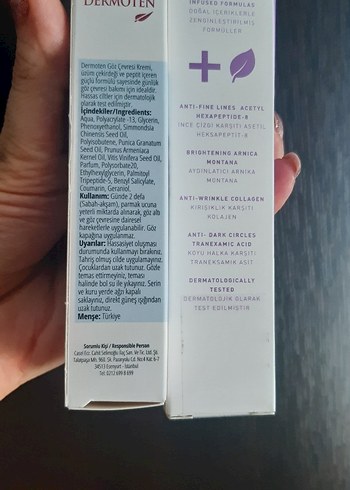 DERMOTEN
Dermoten Göz Çevresi Kremi,
üzüm çekirdeği ve peptit içeren
güçlü formülü sayesinde günlük
göz çevresi bakımı için idealdir.
Hassas ciltler için dermatolojik
olarak test edilmiştir.
İçindekiler/Ingredients:
Aqua, Polyacrylate -13, Glycerin,
Phenoxyethanol, Simmondsia
Chinensis Seed Oil,
Polyisobutene, Punica Granatum
Seed Oil, Prunus Armeniaca
Kernel Oil, Vitis Vinifera Seed Oil,
Parfum, Polysorbate20,
Ethylhexylglycerin, Palmitoyl
Tripeptide-5, Benzyl Salicylate,
Coumarin, Geraniol.
Kullanım: Günde 2 defa
(Sabah-akşam), parmak ucuna
yeterli miktarda alınarak, göz altı
ve göz çevresine dairesel
hareketlerle uygulanabilir. Göz
kapağına uygulanmaz.
Uyarılar: Hassasiyet oluşması
durumunda kullanmayı bırakınız.
Tahriş olmuş cilde uygulamayınız.
Çocuklardan uzak tutunuz. Gözle
temas ettirmeyiniz, teması
halinde bol su ile yıkayınız. Serin
ve kuru yerde ağzı kapalı
saklayınız, direkt güneş ışığından
uzak tutunuz.
Menşe: Türkiye
Sorumlu Kişi / Responsible Person
34513 Esenyurt - İstanbul
Tel: 0212 699 8 699
INFUSED FORMULAS
DOĞAL İÇERİKLERLE
ZENGİNLEŞTİRİLMİŞ
FORMÜLLER
ANTI-FINE LINES ACETYL
HEXAPEPTIDE-8
İNCE ÇİZGİ KARŞITI ASETİL
HEKSAPEPTİT-8
BRIGHTENING ARNICA
MONTANA
AYDINLATICI ARNİKA
MONTANA
ANTI-WRINKLE COLLAGEN
KIRIŞIKLIK KARŞITI
KOLAJEN
ANTI- DARK CIRCLES
TRANEXAMIC ACID
KOYU HALKA KARŞITI
TRANEKSAMİK ASİT
DERMATOLOGICALLY
TESTED
DERMATOLOJİK OLARAK
TEST EDİLMİŞTİR